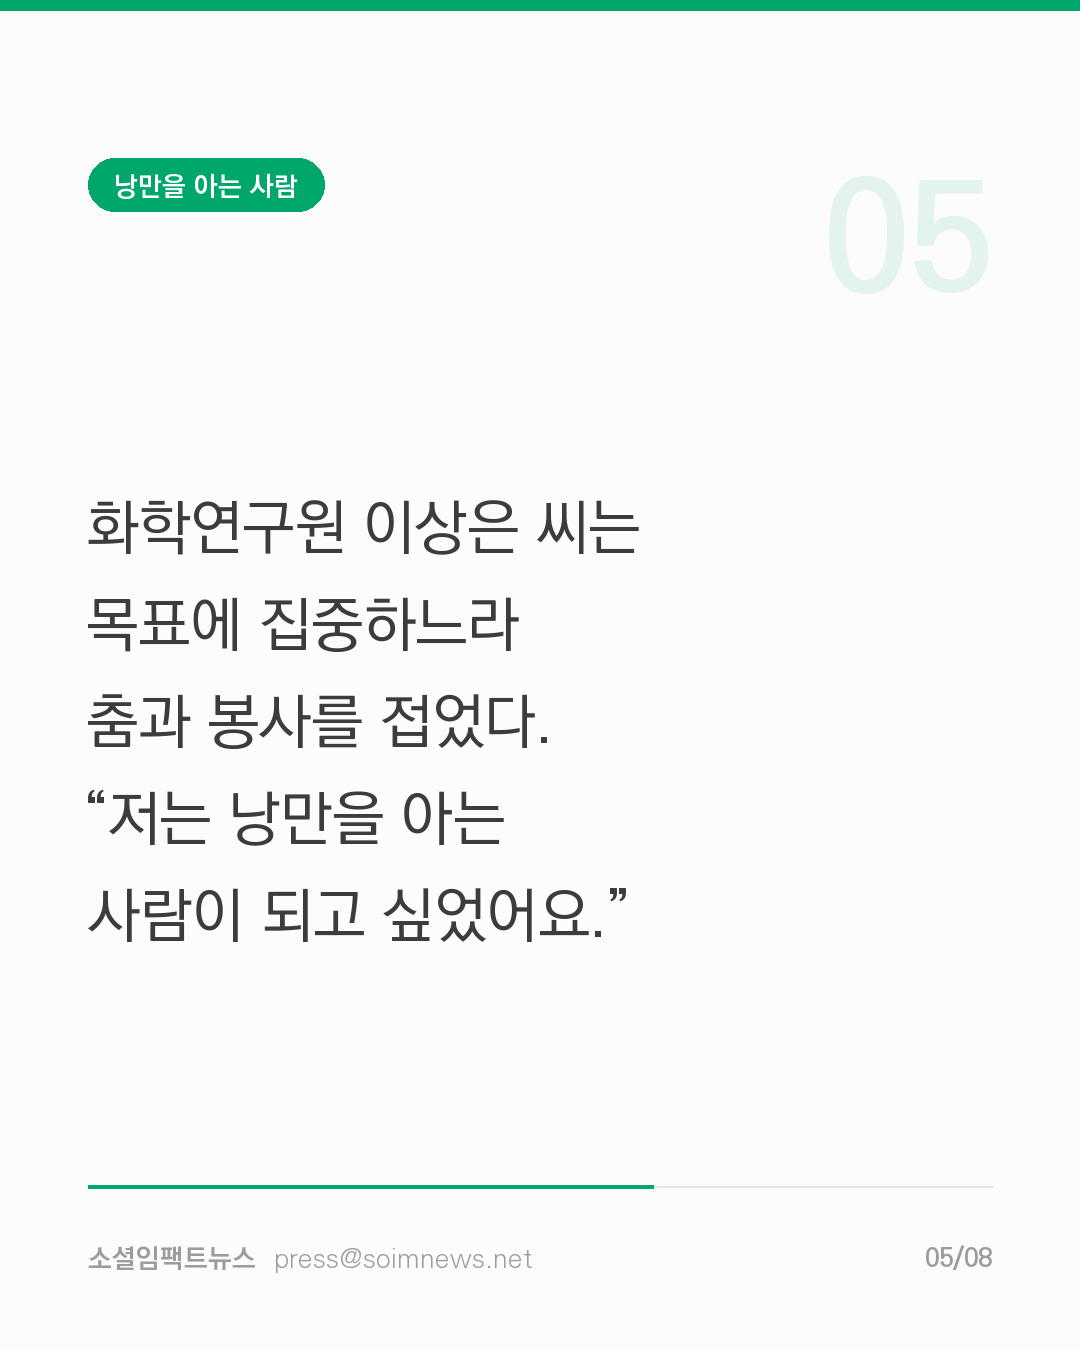 낭만을 아는 사람
05
화학연구원 이상은 씨는
목표에 집중하느라
춤과 봉사를 접었다.
“저는 낭만을 아는
사람이 되고 싶었어요.”
소셜임팩트뉴스 press@soimnews.net
05/08